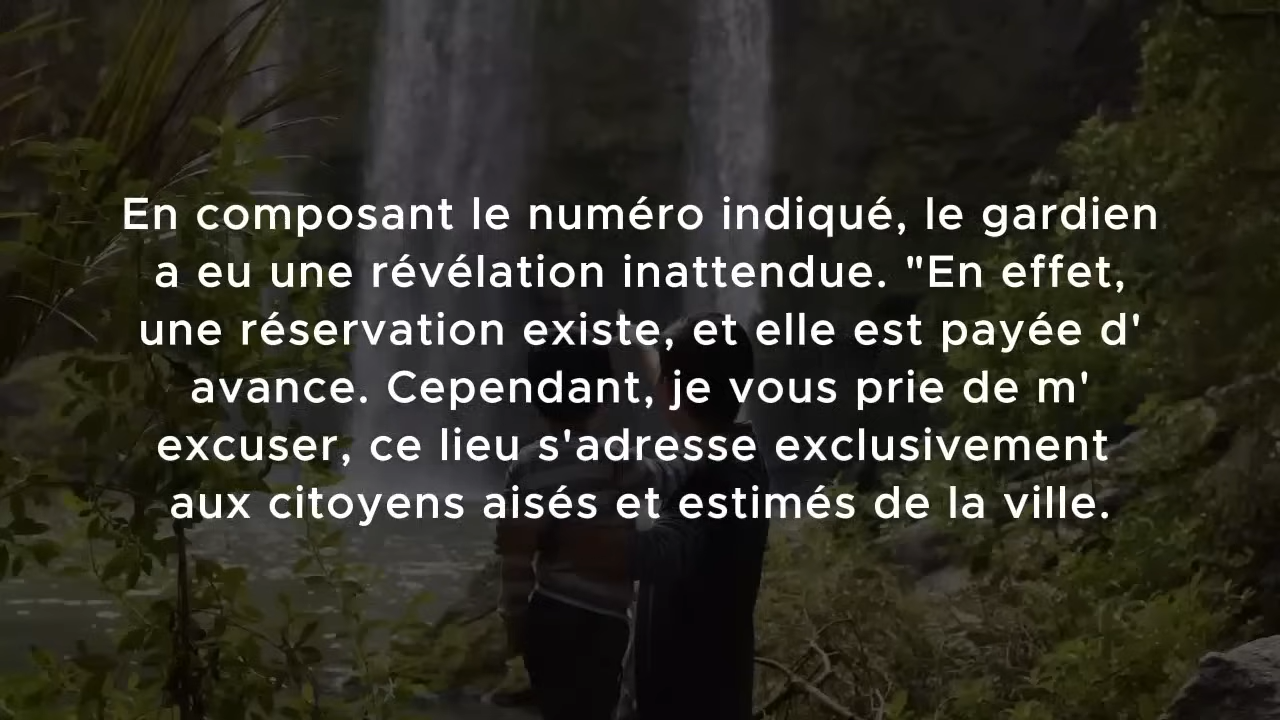 En composant le numéro indiqué, le gardien
a eu une révélation inattendue. "En effet,
une réservation existe, et elle est payée d'
avance. Cependant, je vous prie de m'
excuser, ce lieu s'adresse exclusivement
aux citoyens aisés et estimés de la ville.